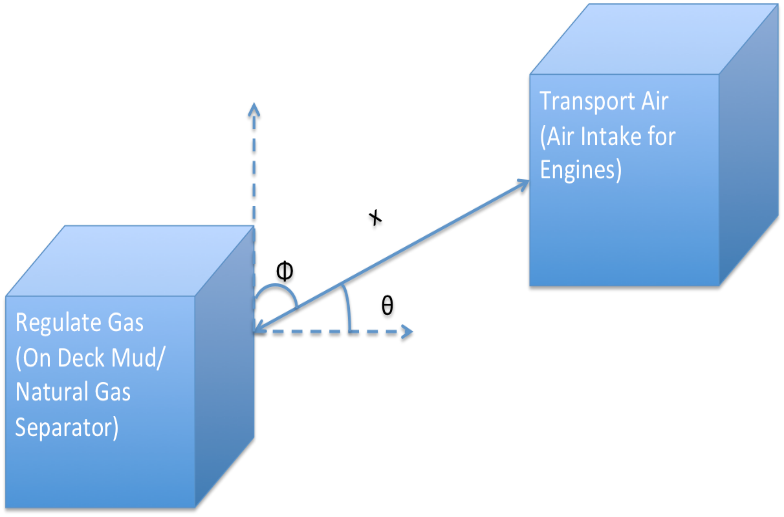 Transport Air
(Air Intake for
Engines)
x
Φ
θ
Regulate Gas
(On Deck Mud/
Natural Gas
Separator)